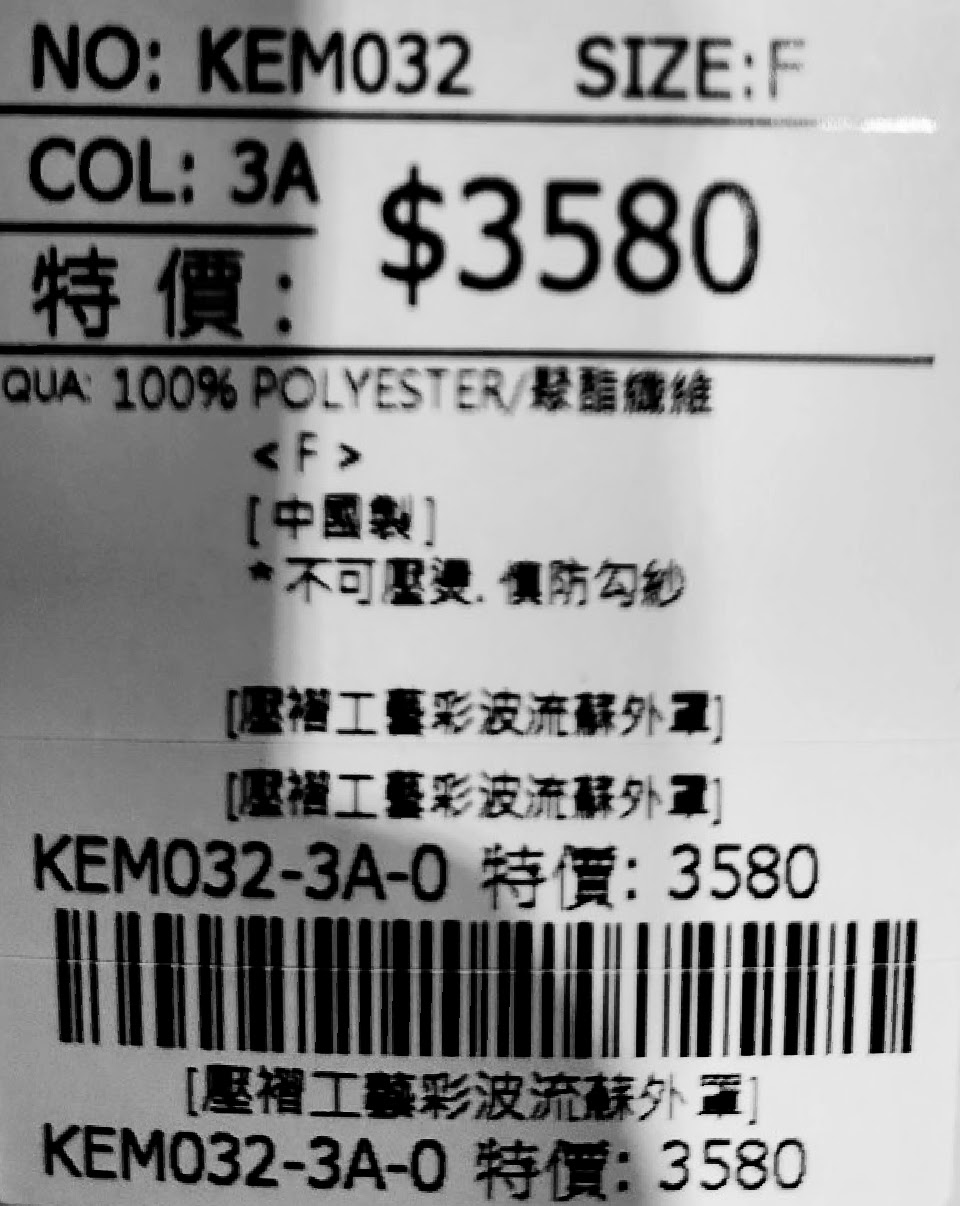 NO: KEM032 SIZE:F
COL: 3A
$3580
特價:
QUA: 100% POLYESTER/聚酯纖維
< F >
[中國製]
*不可壓燙.慎防勾紗
[壓褶工藝彩波流蘇外罩]
[壓褶工藝彩波流蘇外罩]
KEM032-3A-0 特價: 3580
[壓褶工藝彩波流蘇外罩]
KEM032-3A-0 特價: 3580